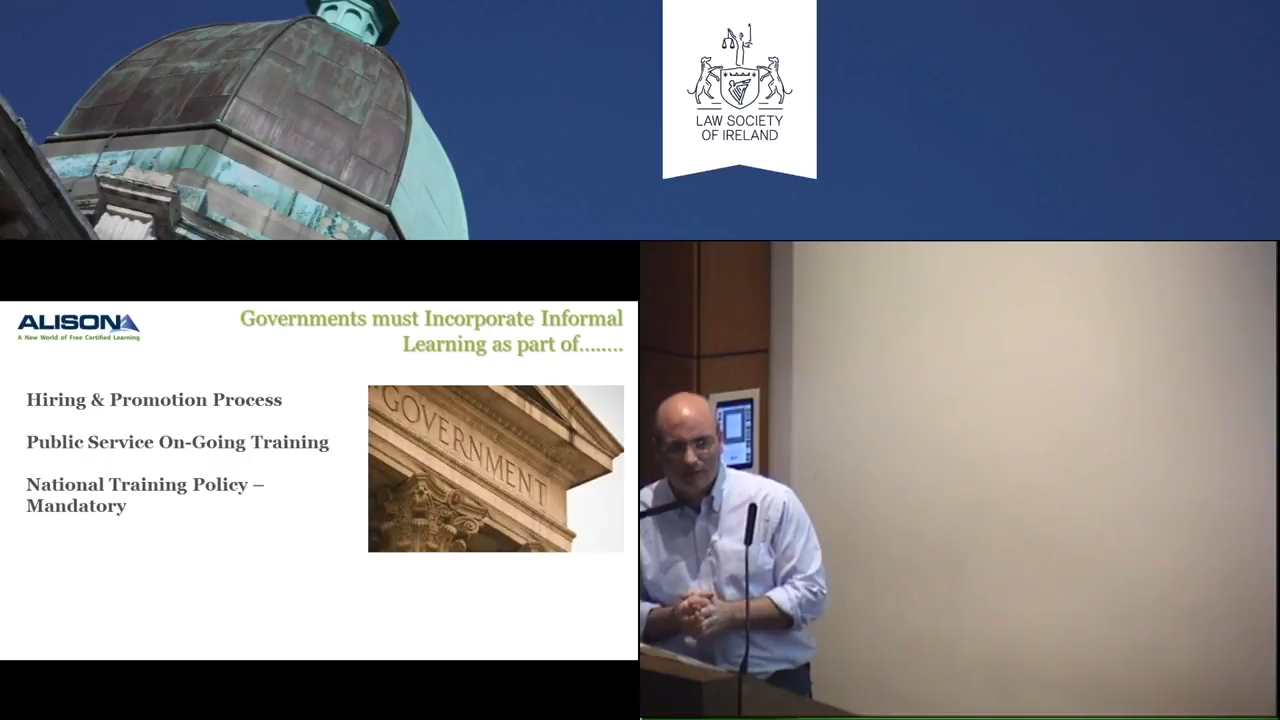 LAW SOCIETY
OF IRELAND
ALISON
A New World of Free Certified Learning
Governments must Incorporate Informal
Learning as part of........
Hiring & Promotion Process
Public Service On-Going Training
National Training Policy –
Mandatory
GOVERNMENT